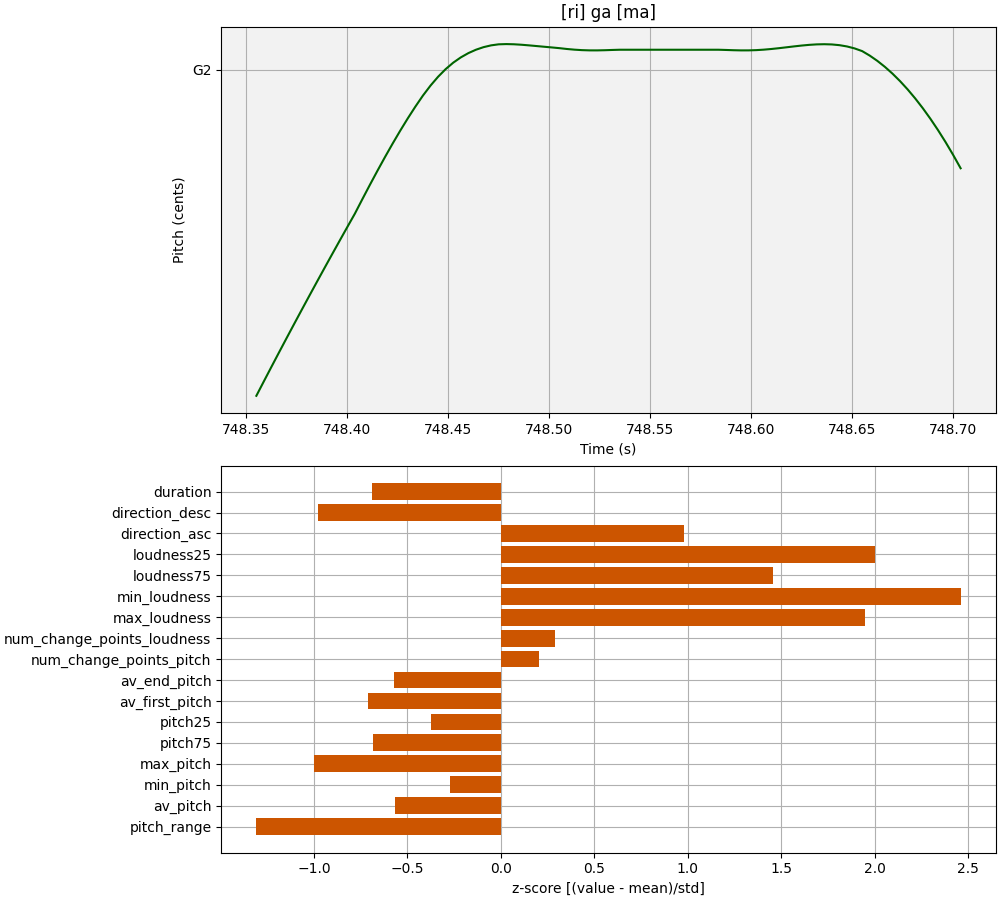 [ri] ga [ma]
G2
Pitch (cents)
748.35 748.40 748.45 748.50 748.55 748.60 748.65 748.70
Time (s)
duration
direction_desc
direction_asc
loudness25
loudness75
min_loudness
max_loudness
num_change_points_loudness
num_change_points_pitch
av_end_pitch
av_first_pitch
pitch25
pitch75
max_pitch
min_pitch
av_pitch
pitch_range
−1.0 −0.5 0.0 0.5 1.0 1.5 2.0 2.5
z-score [(value - mean)/std]